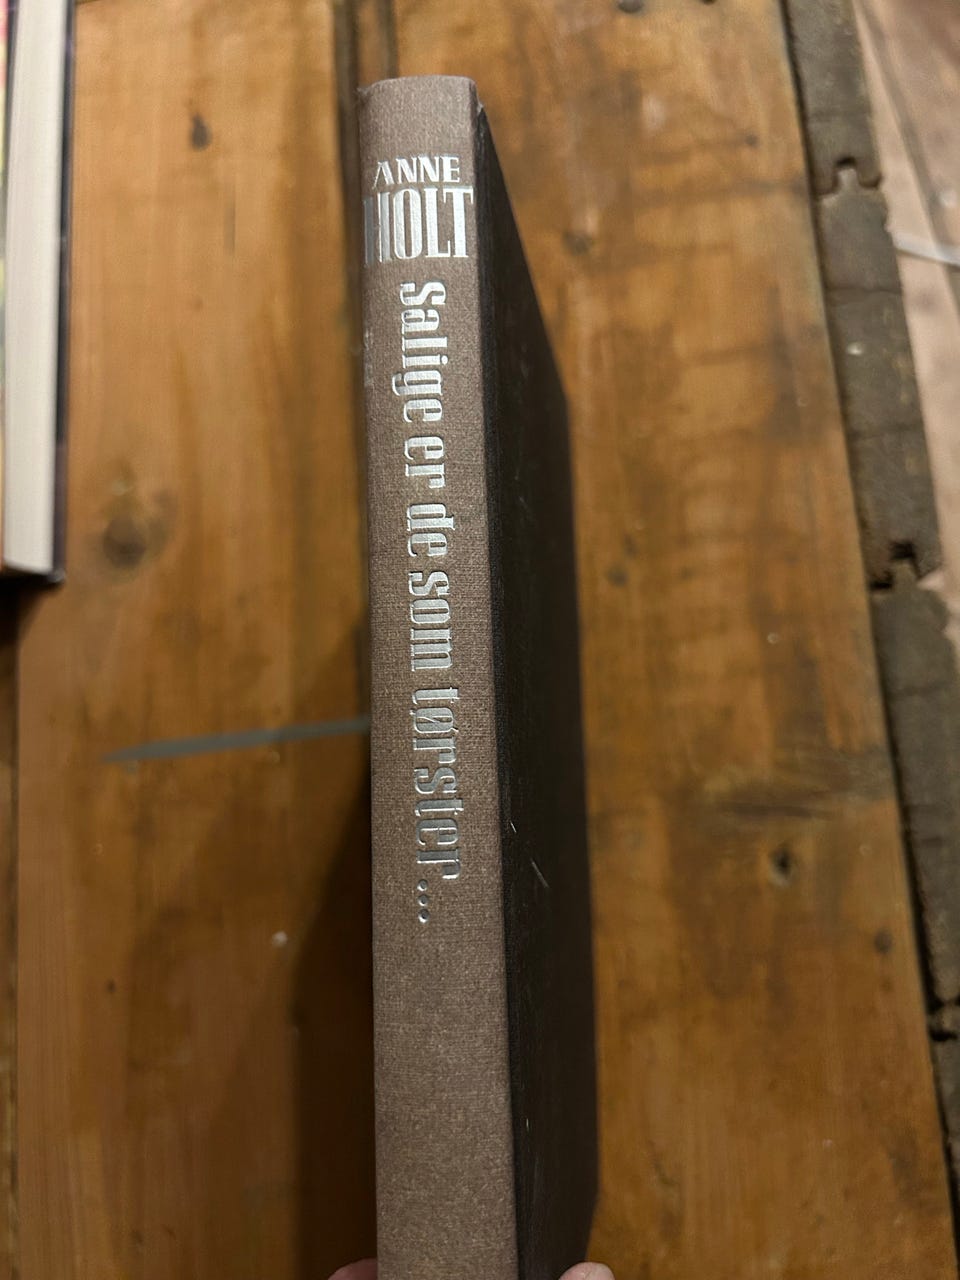 ANNE
HOLT
Salige er de som tørster...